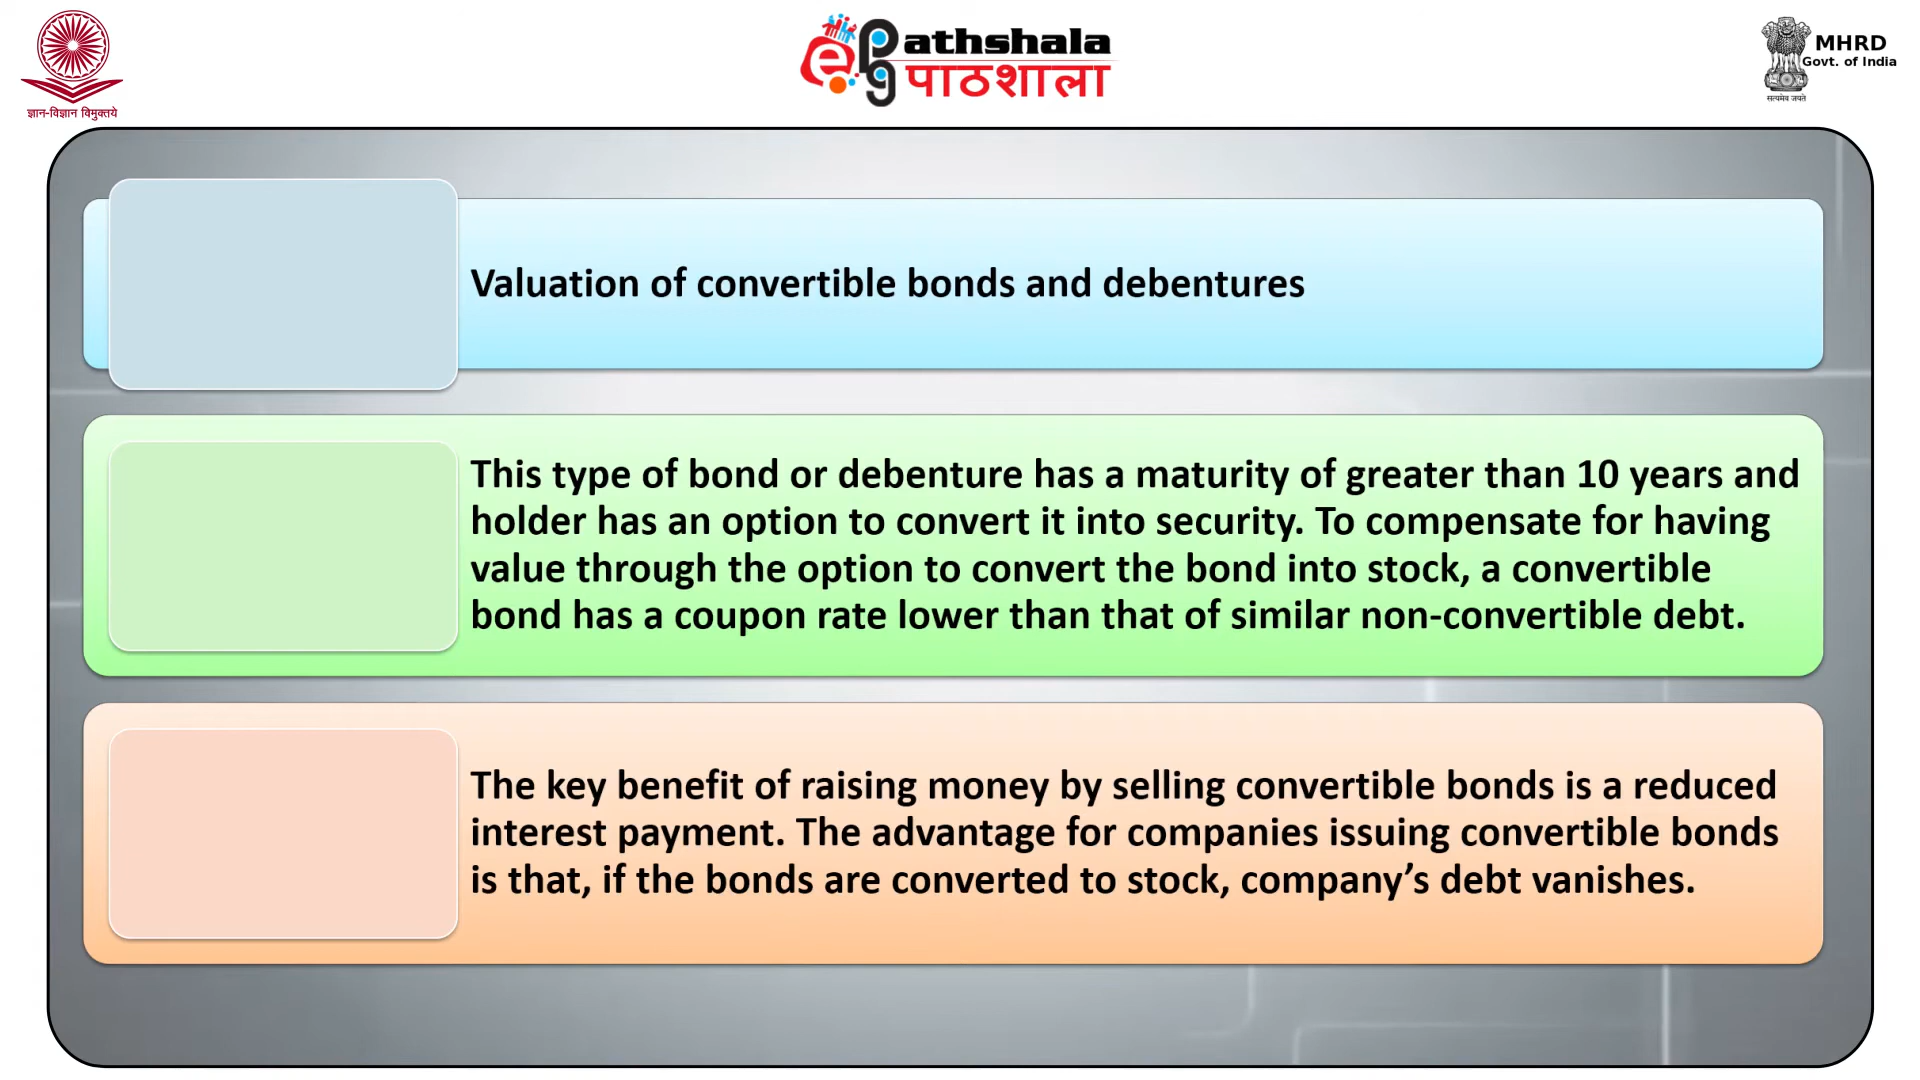 ज्ञान-विज्ञान विमुक्तये
e
pg
athshala
पाठशाला
MHRD
Govt. of India
सत्यमेव जयते
Valuation of convertible bonds and debentures
This type of bond or debenture has a maturity of greater than 10 years and
holder has an option to convert it into security. To compensate for having
value through the option to convert the bond into stock, a convertible
bond has a coupon rate lower than that of similar non-convertible debt.
The key benefit of raising money by selling convertible bonds is a reduced
interest payment. The advantage for companies issuing convertible bonds
is that, if the bonds are converted to stock, company’s debt vanishes.